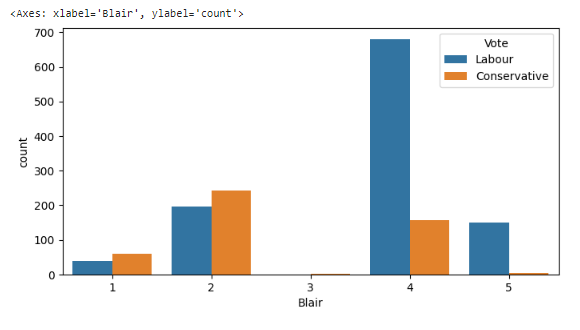 <Axes: xlabel='Blair', ylabel='count'>
700
600
500
400
300
200
100
0
count
Vote
Labour
Conservative
1 2 3 4 5
Blair